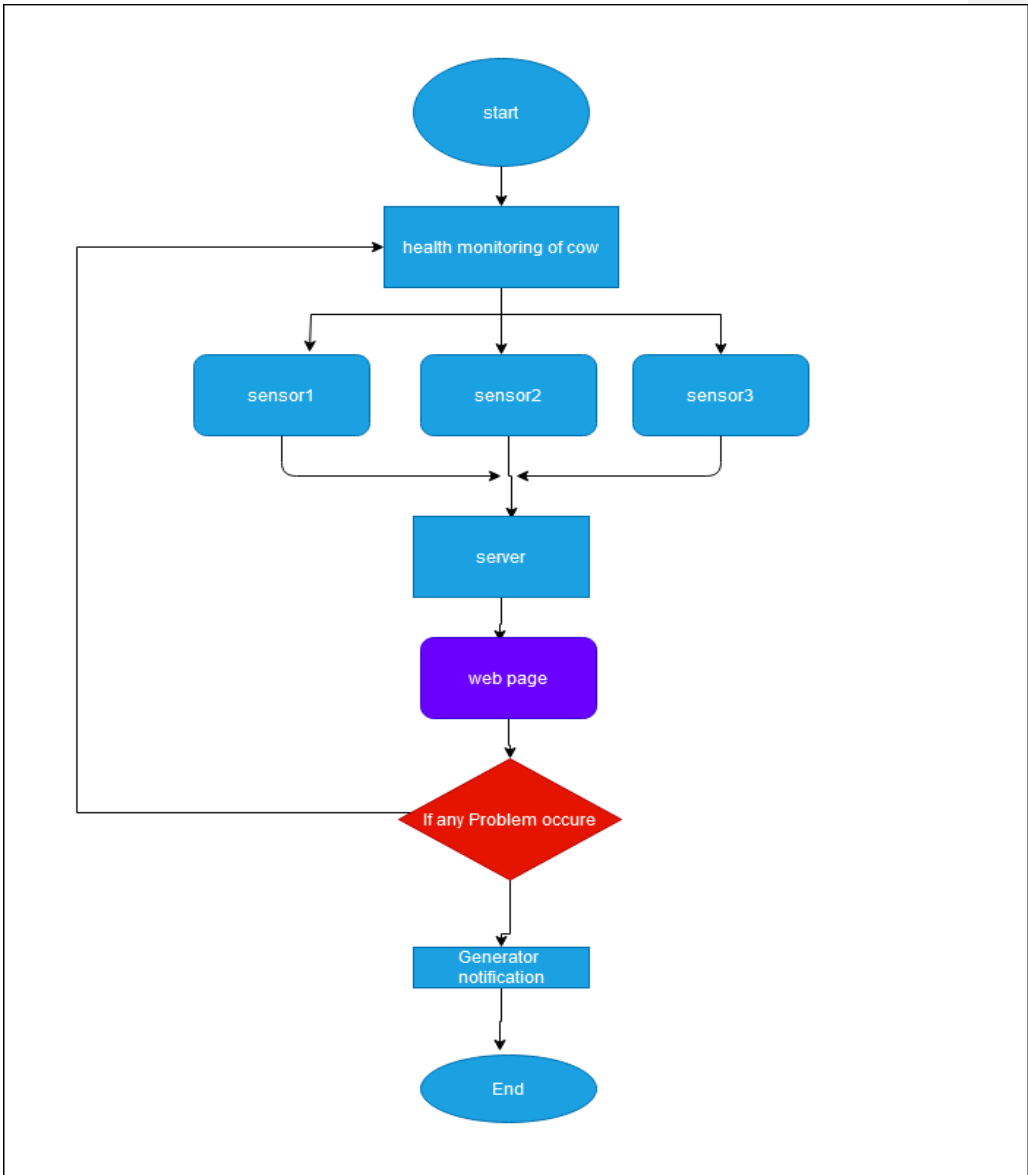 start
health monitoring of cow
sensor1
sensor2
sensor3
server
web page
If any Problem occure
Generator
notification
End